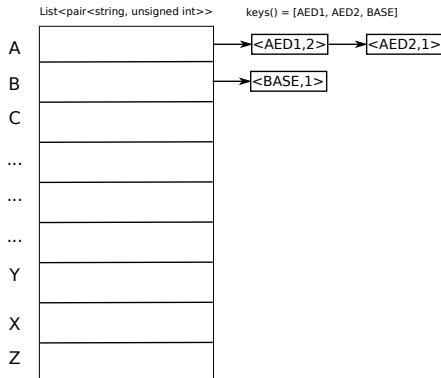 List<pair<string, unsigned int>> keys() = [AED1, AED2, BASE]
A <AED1,2> <AED2,1>
B <BASE,1>
C
...
...
...
Y
X
Z